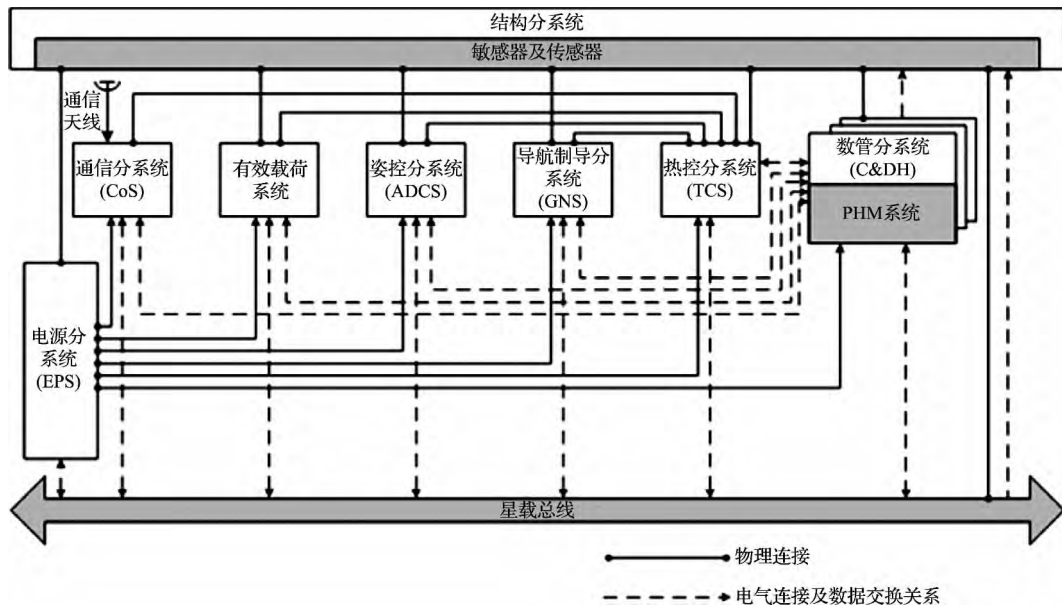 结构分系统
敏感器及传感器
通信
天线
通信分系统
(CoS)
有效载荷
系统
姿控分系统
(ADCS)
导航制导分
系统
(GNS)
热控分系统
(TCS)
数管分系统
(C&DH)
PHM系统
电源分
系统
(EPS)
星载总线
物理连接
电气连接及数据交换关系